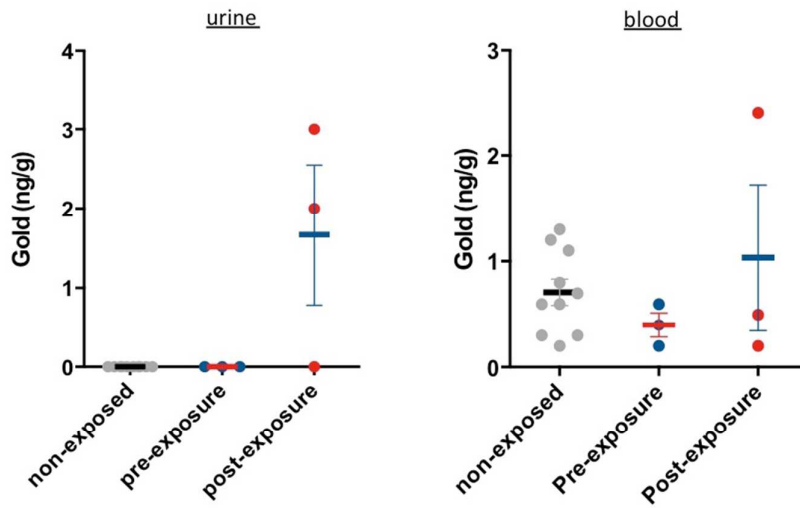 urine
4
3
2
1
0
Gold (ng/g)
non-exposed
pre-exposure
post-exposure
blood
3
2
1
0
Gold (ng/g)
non-exposed
Pre-exposure
Post-exposure